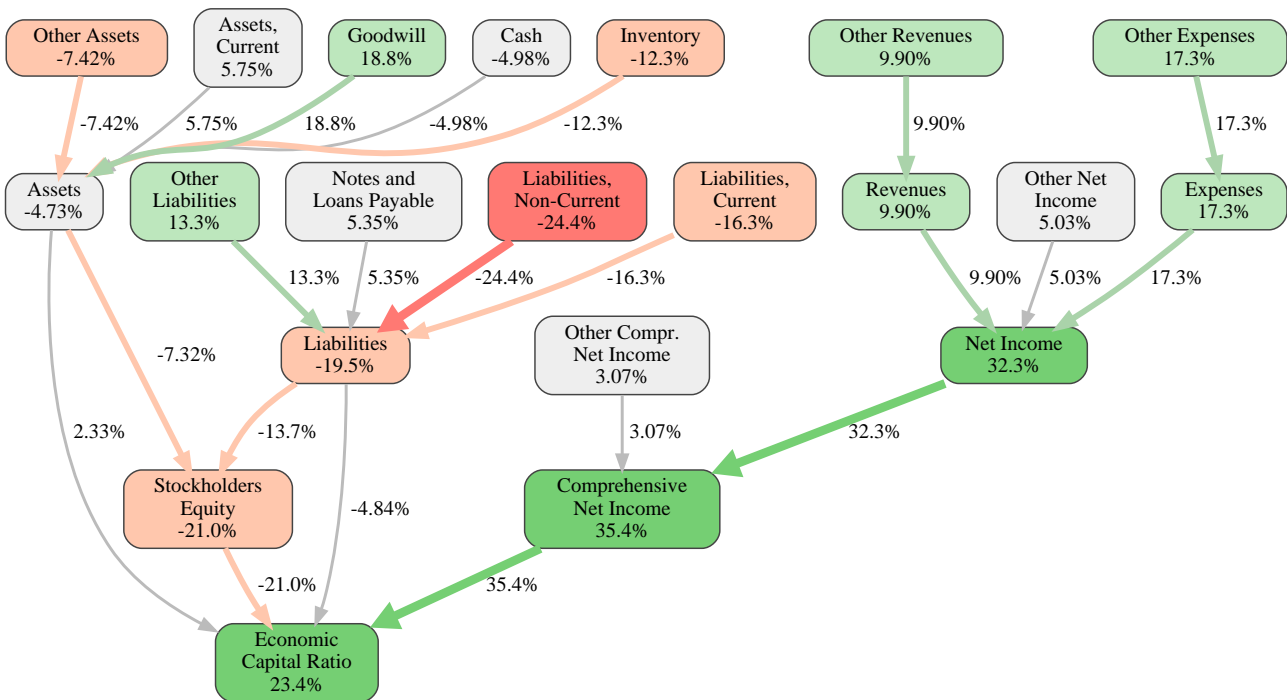 Other Assets
-7.42%
Assets,
Current
5.75%
Goodwill
18.8%
Cash
-4.98%
Inventory
-12.3%
Other Revenues
9.90%
Other Expenses
17.3%
-7.42%
5.75%
18.8%
-4.98%
-12.3%
9.90%
17.3%
Assets
-4.73%
Other
Liabilities
13.3%
Notes and
Loans Payable
5.35%
Liabilities,
Non-Current
-24.4%
Liabilities,
Current
-16.3%
Revenues
9.90%
Other Net
Income
5.03%
Expenses
17.3%
13.3%
5.35%
-24.4%
-16.3%
9.90%
5.03%
17.3%
Liabilities
-19.5%
Other Compr.
Net Income
3.07%
Net Income
32.3%
-7.32%
2.33%
-13.7%
3.07%
32.3%
Stockholders
Equity
-21.0%
-4.84%
Comprehensive
Net Income
35.4%
-21.0%
35.4%
Economic
Capital Ratio
23.4%